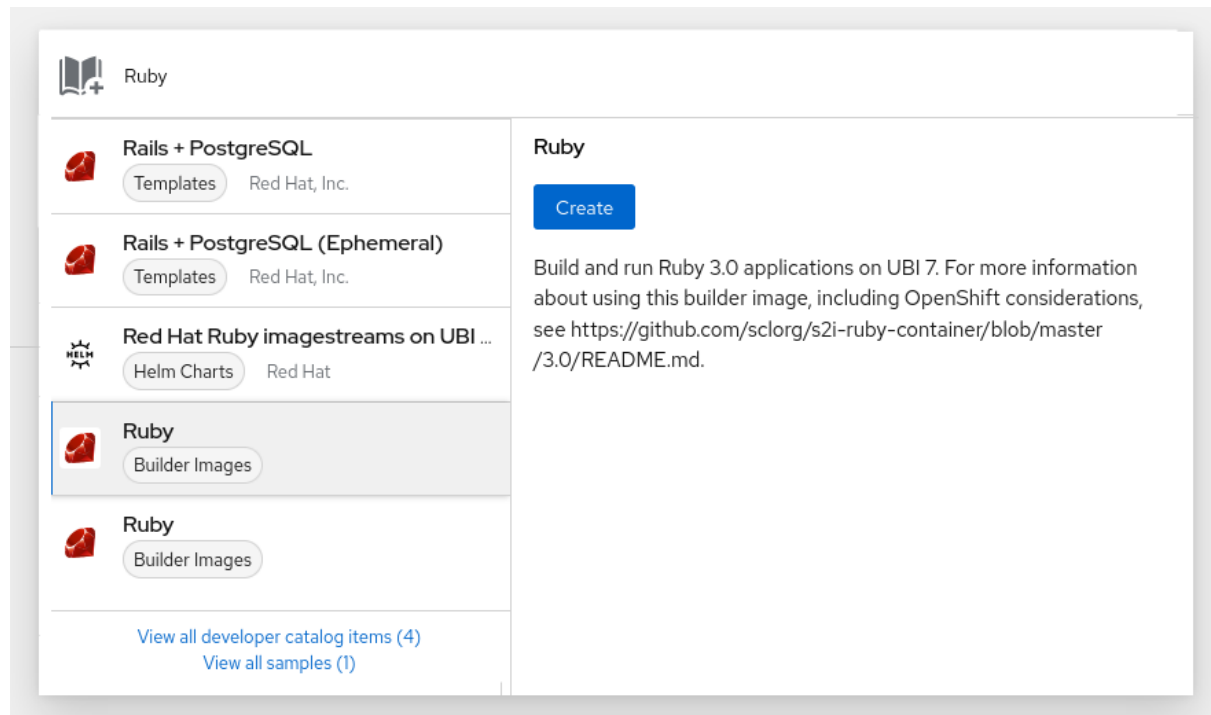 Ruby
Rails + PostgreSQL
Templates Red Hat, Inc.
Rails + PostgreSQL (Ephemeral)
Templates Red Hat, Inc.
HELM
Red Hat Ruby imagestreams on UBI ...
Helm Charts Red Hat
Ruby
Builder Images
Ruby
Builder Images
View all developer catalog items (4)
View all samples (1)
Ruby
Create
Build and run Ruby 3.0 applications on UBI 7. For more information
about using this builder image, including OpenShift considerations,
see https://github.com/sclorg/s2i-ruby-container/blob/master
/3.0/README.md.